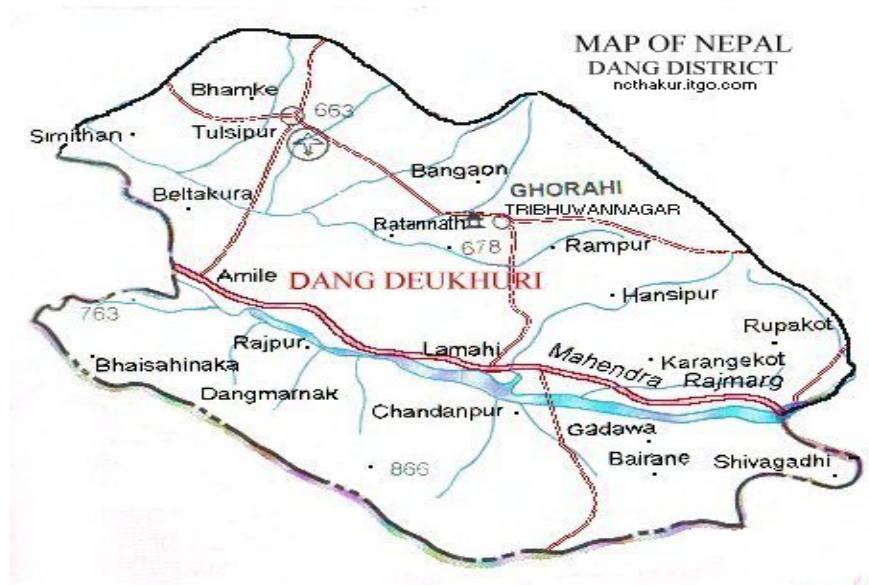 MAP OF NEPAL
DANG DISTRICT
ncthakur.itgo.com
Bhamke
663
Simithan
Tulsipur
Bangaon
Beltakura
GHORAHI
TRIBHUVANNAGAR
Ratannath
678
Rampur
Amile
DANG DEUKHURI
Hansipur
763
Rupakot
Rajpur
Lamahi
Mahendra Rajmarg
Karangekot
Bhaisahinaka
Dangmarnak
Chandanpur
Gadawa
Bairane
Shivagadhi
866